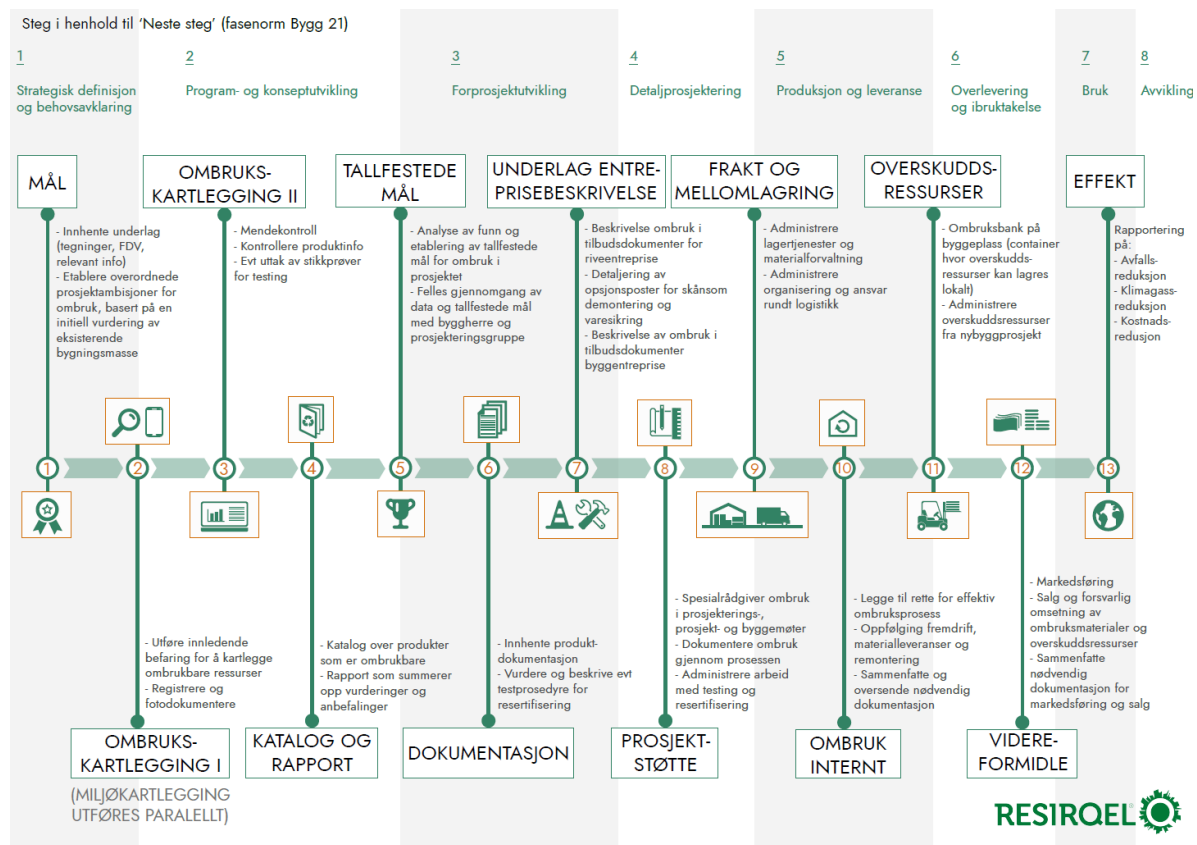 Steg i henhold til ‘Neste steg’ (fasenorm Bygg 21)
1
Strategisk definisjon
og behovsavklaring
2
Program- og konseptutvikling
3
Forprosjektutvikling
4
Detaljprosjektering
5
Produksjon og leveranse
6
Overlevering
og ibruktakelse
7
Bruk
8
Avvikling
MÅL
- Innhente underlag
(tegninger, FDV,
relevant info)
- Etablere overordnede
prosjektambisjoner for
ombruk, basert på en
initiell vurdering av
eksisterende
bygningsmasse
OMBRUKS-
KARTLEGGING II
- Mendekontroll
- Kontrollere produktinfo
- Evt uttak av stikkprøver
for testing
TALLFESTEDE
MÅL
- Analyse av funn og
etablering av tallfestede
mål for ombruk i
prosjektet
- Felles gjennomgang av
data og tallfestede mål
med byggherre og
prosjekteringsgruppe
UNDERLAG ENTRE-
PRISEBESKRIVELSE
- Beskrivelse ombruk i
tilbudsdokumenter for
riveentreprise
- Detaljering av
opsjonsposter for skånsom
demontering og
varesikring
- Beskrivelse av ombruk i
tilbudsdokumenter
byggentreprise
FRAKT OG
MELLOMLAGRING
- Administrere
lagertjenester og
materialforvaltning
- Administrere
organisering og ansvar
rundt logistikk
OVERSKUDDS-
RESSURSER
- Ombruksbank på
byggeplass (container
hvor overskudds-
ressurser kan lagres
lokalt)
- Administrere
overskuddsressurser
fra nybyggprosjekt
EFFEKT
Rapportering
på:
- Avfalls-
reduksjon
- Klimagass-
reduksjon
- Kostnads-
redusjon
1
2
3
4
5
6
7
8
9
10
11
12
13
- Utføre innledende
befaring for å kartlegge
ombrukbare ressurser
- Registrere og
fotodokumentere
OMBRUKS-
KARTLEGGING I
(MILJØKARTLEGGING
UTFØRES PARALELLT)
- Katalog over produkter
som er ombrukbare
- Rapport som summerer
opp vurderinger og
anbefalinger
KATALOG OG
RAPPORT
- Innhente produkt-
dokumentasjon
- Vurdere og beskrive evt
testprosedyre for
resertifisering
DOKUMENTASJON
- Spesialrådgiver ombruk
i prosjekterings-,
prosjekt- og byggemøter
- Dokumentere ombruk
gjennom prosessen
- Administrere arbeid
med testing og
resertifisering
PROSJEKT-
STØTTE
- Legge til rette for effektiv
ombruksprosess
- Oppfølging fremdrift,
materialleveranser og
remontering
- Sammenfatte og
oversende nødvendig
dokumentasjon
OMBRUK
INTERNT
- Markedsføring
- Salg og forsvarlig
omsetning av
ombruksmaterialer og
overskuddsressurser
- Sammenfatte
nødvendig
dokumentasjon for
markedsføring og salg
VIDERE-
FORMIDLE
RESIRQEL